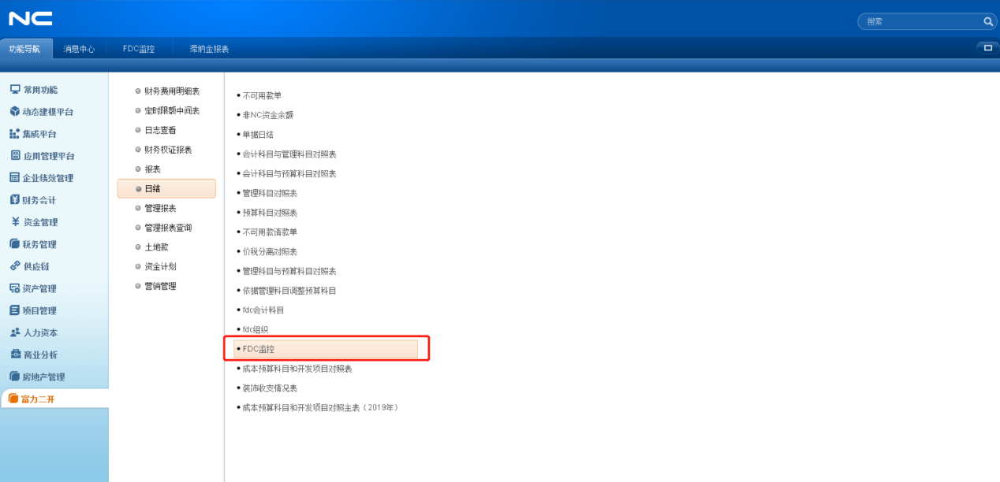 NC
搜索
功能导航
消息中心
FDC监控
滞纳金报表
常用功能
动态建模平台
集成平台
应用管理平台
企业绩效管理
财务会计
资金管理
税务管理
供应链
资产管理
项目管理
人力资本
商业分析
房地产管理
富力二开
财务费用明细表
定时限额中间表
日志查看
财务权证报表
报表
日结
管理报表
管理报表查询
土地款
资金计划
营销管理
不可用款单
非NC资金余额
单据日结
会计科目与管理科目对照表
会计科目与预算科目对照表
管理科目对照表
预算科目对照表
不可用款请款单
价税分离对照表
管理科目与预算科目对照表
依据管理科目调整预算科目
fdc会计科目
fdc组织
FDC监控
成本预算科目和开发项目对照表
装饰收支情况表
成本预算科目和开发项目对照主表（2019年）